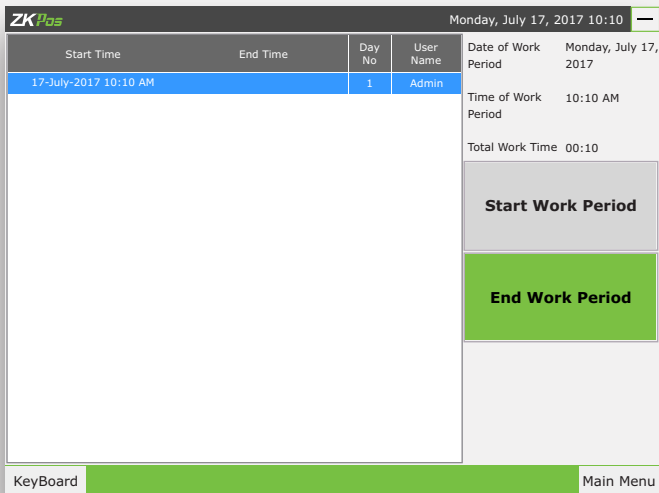 ZKPos
Monday, July 17, 2017 10:10
Start Time End Time Day No User Name
17-July-2017 10:10 AM 1 Admin
Date of Work Period Monday, July 17, 2017
Time of Work Period 10:10 AM
Total Work Time 00:10
Start Work Period
End Work Period
KeyBoard Main Menu